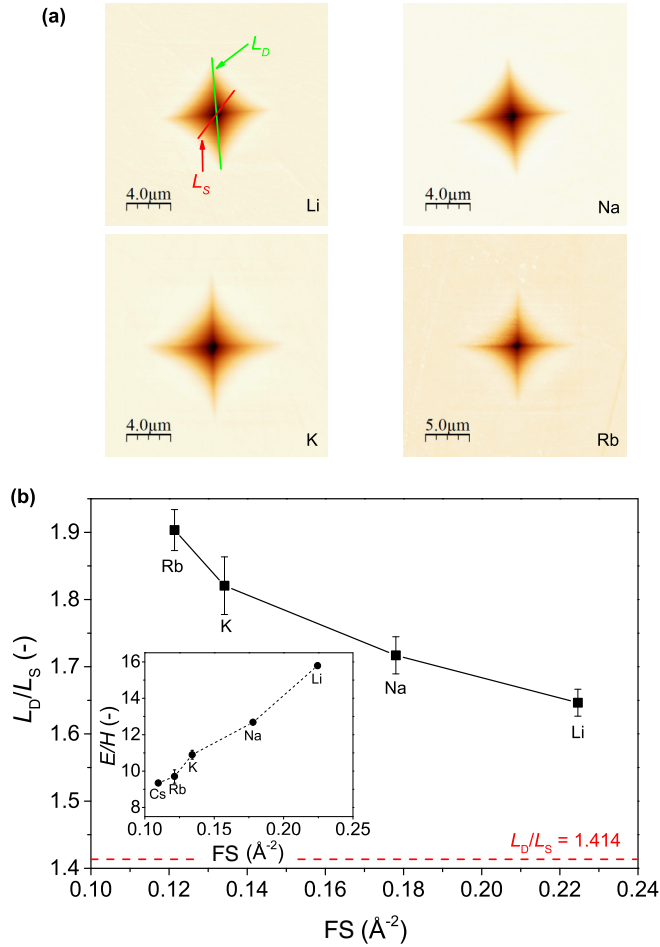 (a)
L_D
L_S
4.0µm
Li
4.0µm
Na
4.0µm
K
5.0µm
Rb
(b)
1.9
1.8
1.7
1.6
1.5
1.4
L_D/L_S (-)
Rb
K
Na
Li
16
14
12
10
8
E/H (-)
Cs
Rb
K
Na
Li
0.10
0.15
0.20
0.25
FS (Å⁻²)
L_D/L_S = 1.414
0.10
0.12
0.14
0.16
0.18
0.20
0.22
0.24
FS (Å⁻²)